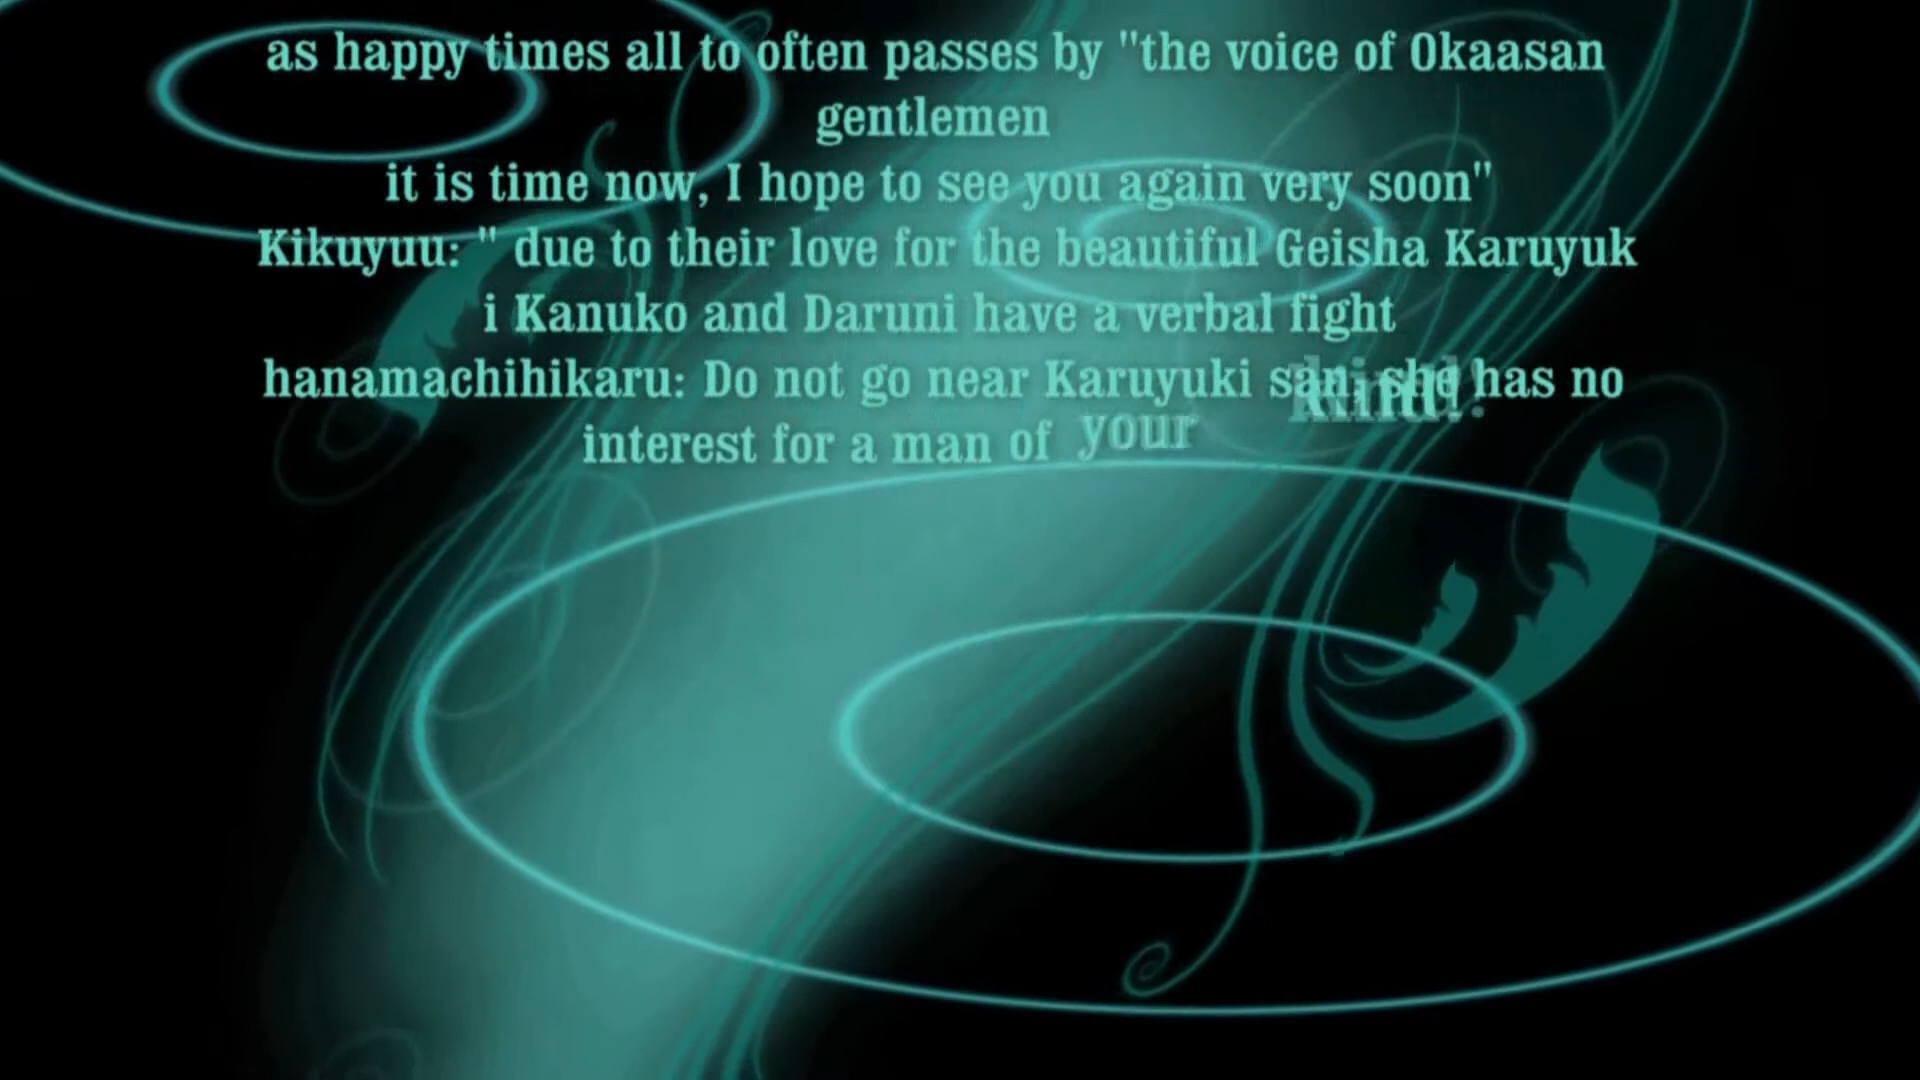 as happy times all to often passes by "the voice of Okaasan
gentlemen
it is time now, I hope to see you again very soon"
Kikuyuu: " due to their love for the beautiful Geisha Karuyuk
i Kanuko and Daruni have a verbal fight
hanamachihikaru: Do not go near Karuyuki san, she has no
interest for a man of your kind!